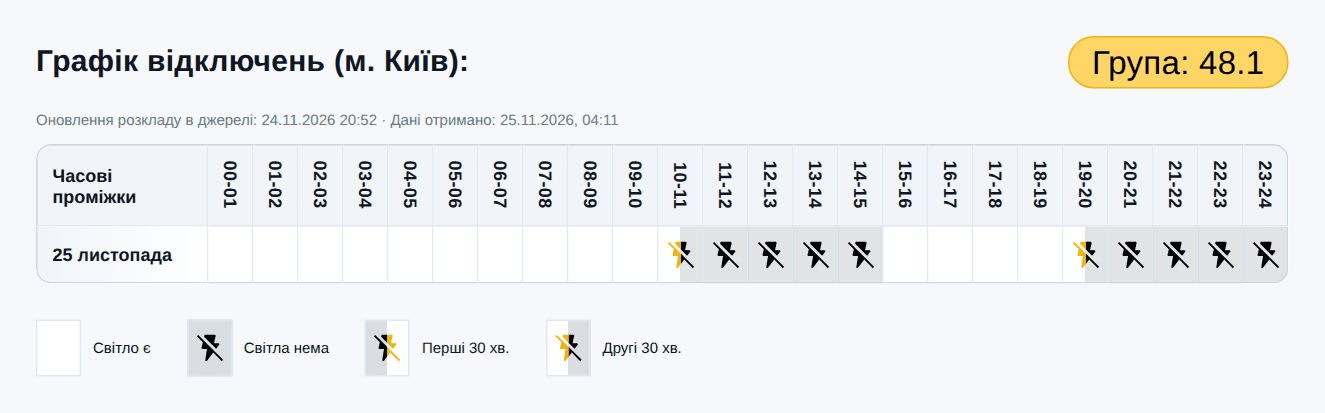 Графік відключень (м. Київ):
Група: 48.1
Оновлення розкладу в джерелі: 24.11.2026 20:52 · Дані отримано: 25.11.2026, 04:11
Часові
проміжки
00-01
01-02
02-03
03-04
04-05
05-06
06-07
07-08
08-09
09-10
10-11
11-12
12-13
13-14
14-15
15-16
16-17
17-18
18-19
19-20
20-21
21-22
22-23
23-24
25 листопада
Світло є
Світла нема
Перші 30 хв.
Другі 30 хв.